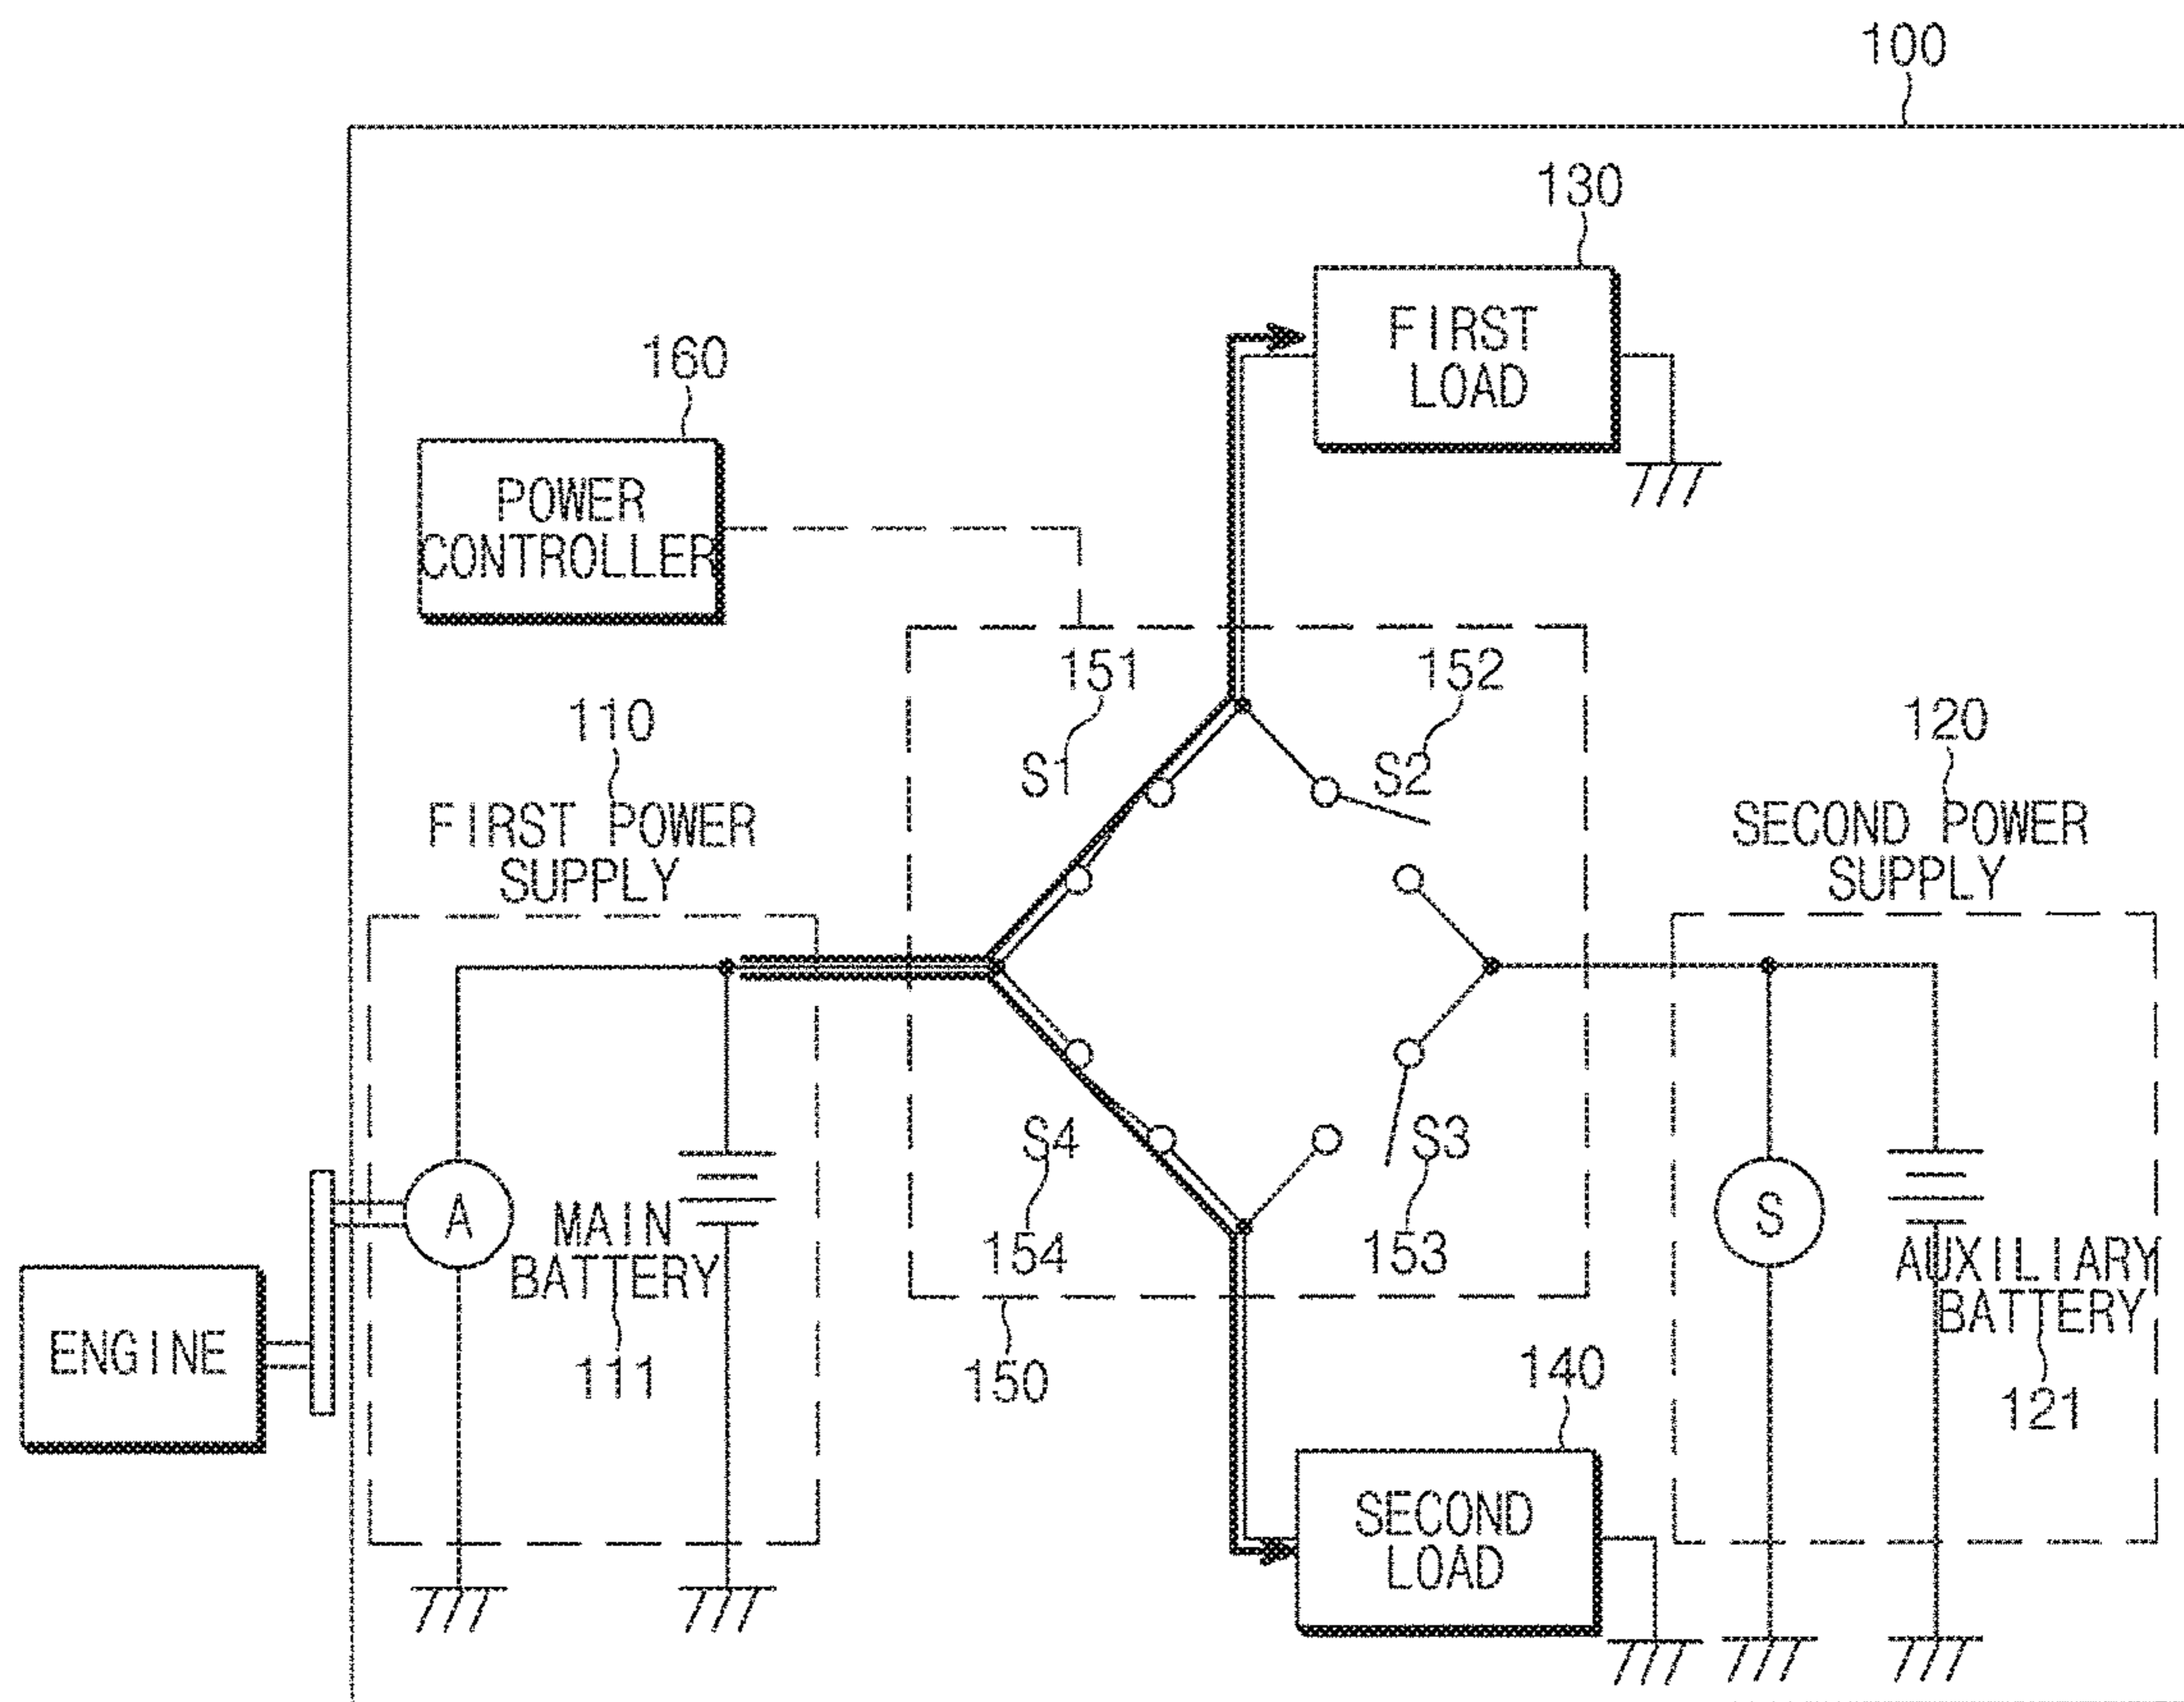 100
130
FIRST
LOAD
160
POWER
CONTROLLER
151
152
110
S1
S2
120
FIRST POWER
SUPPLY
SECOND POWER
SUPPLY
S4
S3
A
MAIN
BATTERY
154
153
S
AUXILIARY
BATTERY
ENGINE
111
150
140
121
SECOND
LOAD